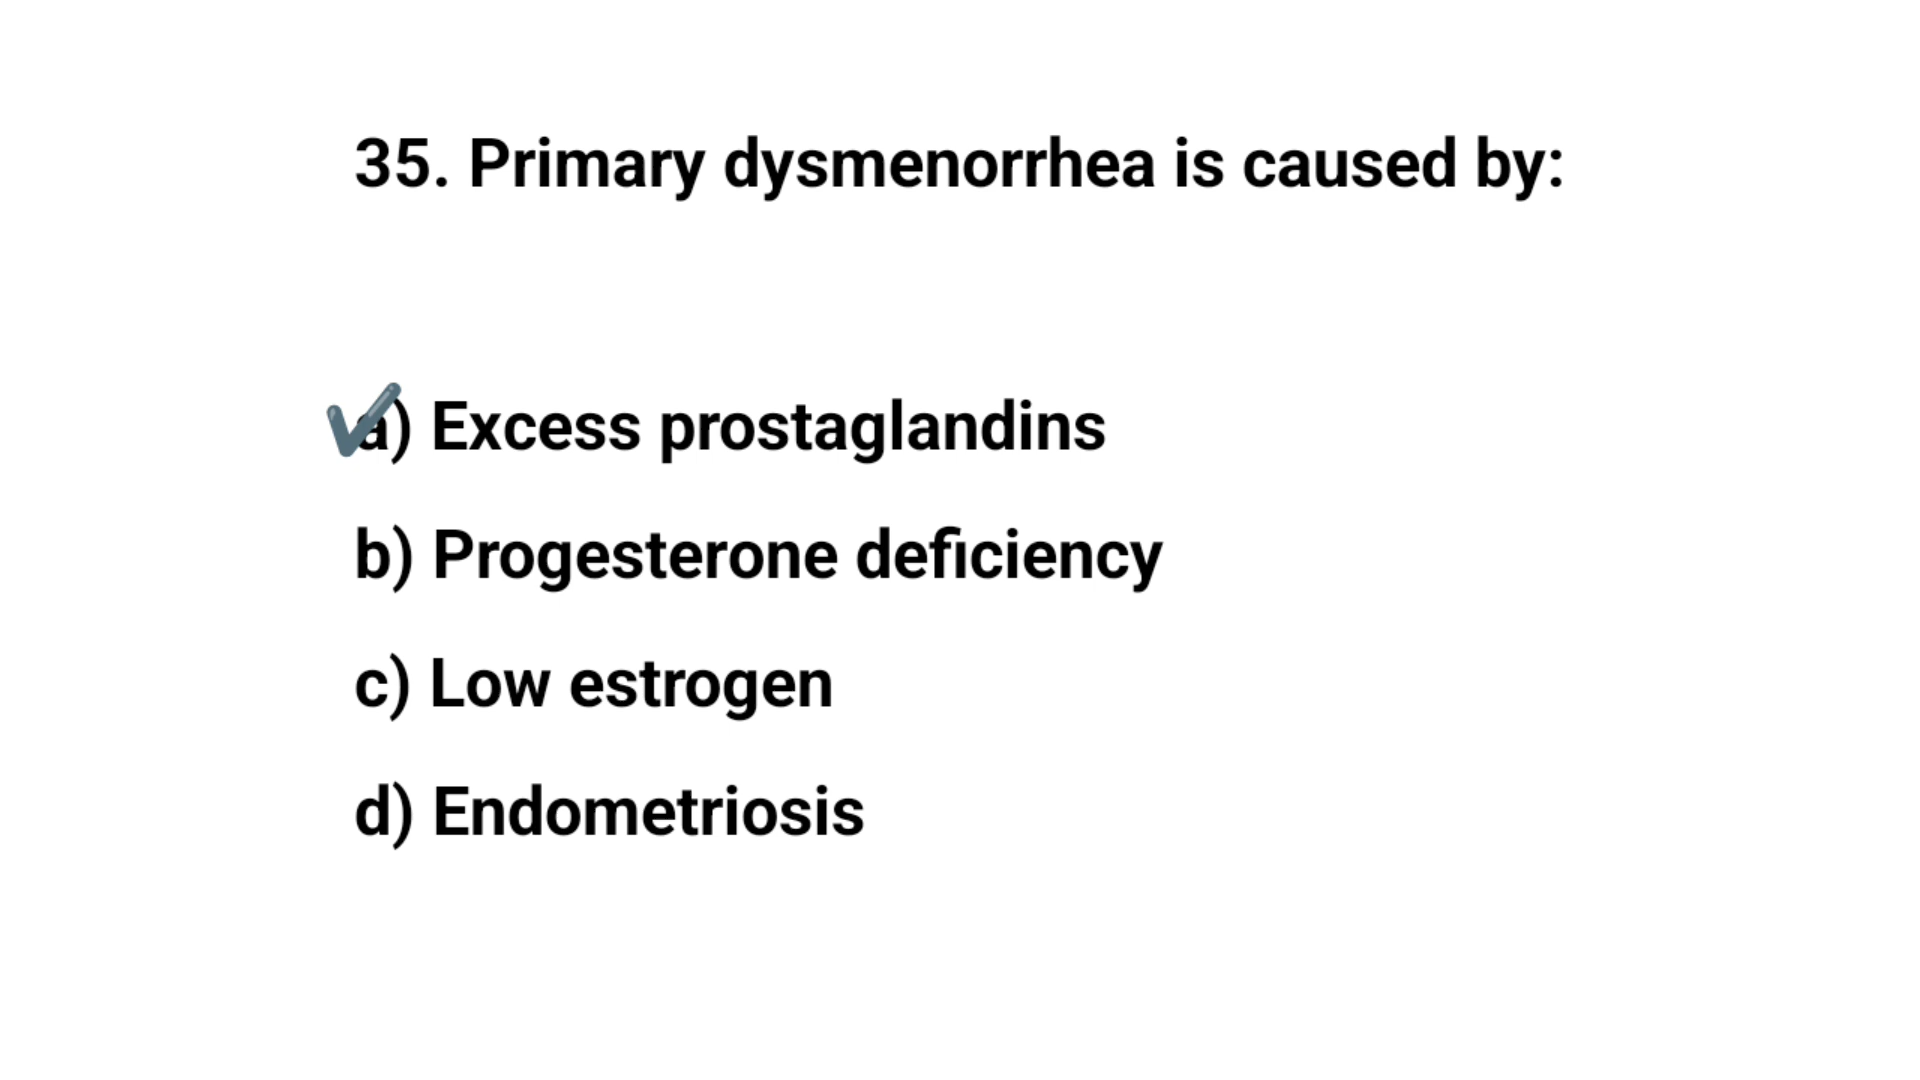 35. Primary dysmenorrhea is caused by:
a) Excess prostaglandins
b) Progesterone deficiency
c) Low estrogen
d) Endometriosis